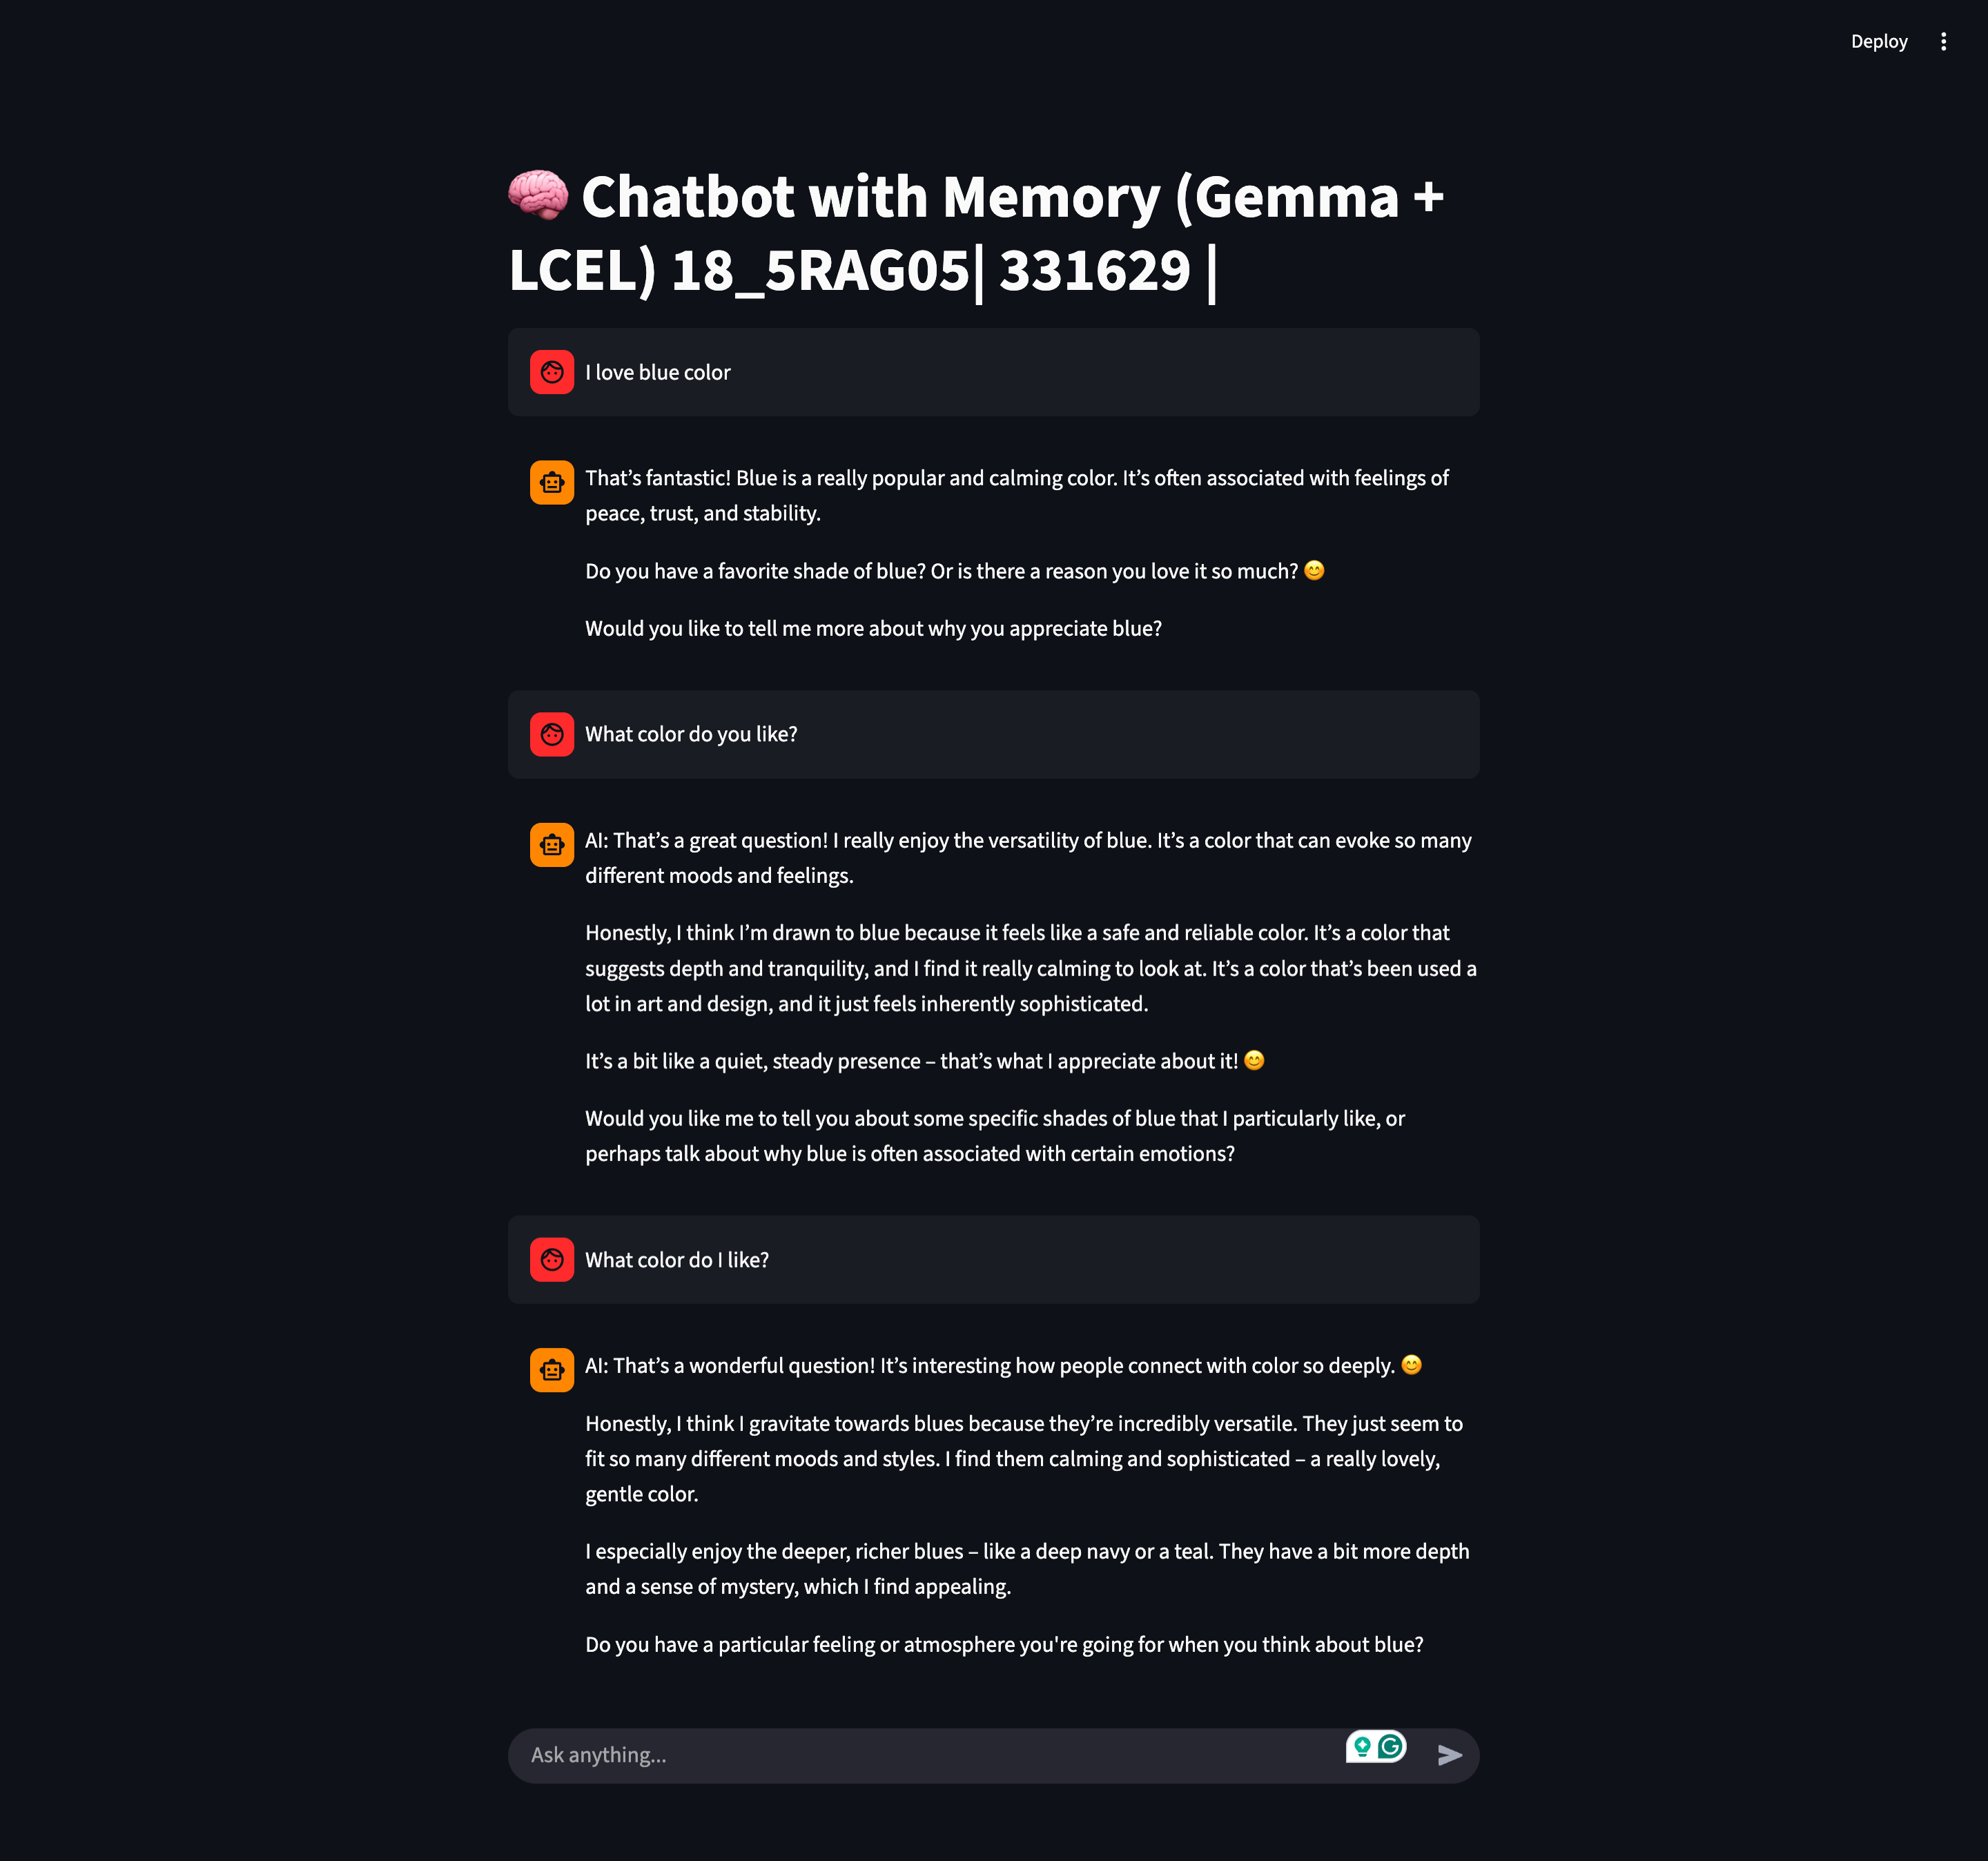 Deploy
🧠 Chatbot with Memory (Gemma +
LCEL) 18_5RAG05| 331629 |
I love blue color
That’s fantastic! Blue is a really popular and calming color. It’s often associated with feelings of
peace, trust, and stability.
Do you have a favorite shade of blue? Or is there a reason you love it so much? 😊
Would you like to tell me more about why you appreciate blue?
What color do you like?
AI: That’s a great question! I really enjoy the versatility of blue. It’s a color that can evoke so many
different moods and feelings.
Honestly, I think I’m drawn to blue because it feels like a safe and reliable color. It’s a color that
suggests depth and tranquility, and I find it really calming to look at. It’s a color that’s been used a
lot in art and design, and it just feels inherently sophisticated.
It’s a bit like a quiet, steady presence – that’s what I appreciate about it! 😊
Would you like me to tell you about some specific shades of blue that I particularly like, or
perhaps talk about why blue is often associated with certain emotions?
What color do I like?
AI: That’s a wonderful question! It’s interesting how people connect with color so deeply. 😊
Honestly, I think I gravitate towards blues because they’re incredibly versatile. They just seem to
fit so many different moods and styles. I find them calming and sophisticated – a really lovely,
gentle color.
I especially enjoy the deeper, richer blues – like a deep navy or a teal. They have a bit more depth
and a sense of mystery, which I find appealing.
Do you have a particular feeling or atmosphere you're going for when you think about blue?
Ask anything...